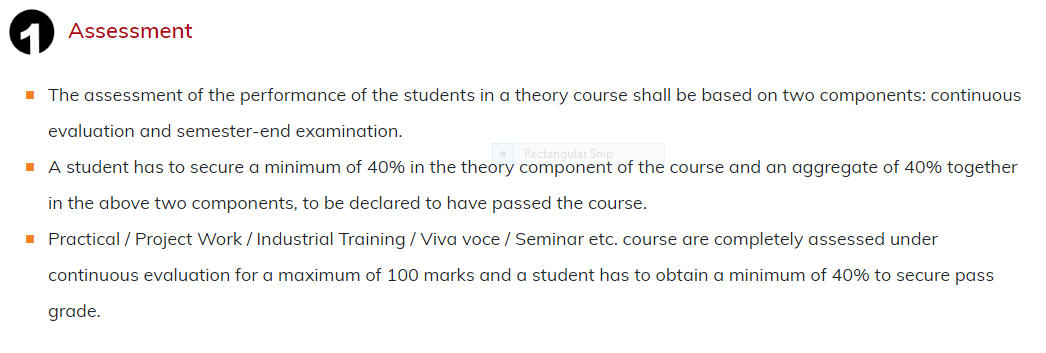 1 Assessment
The assessment of the performance of the students in a theory course shall be based on two components: continuous
evaluation and semester-end examination.
Rectangular Snip
A student has to secure a minimum of 40% in the theory component of the course and an aggregate of 40% together
in the above two components, to be declared to have passed the course.
Practical / Project Work / Industrial Training / Viva voce / Seminar etc. course are completely assessed under
continuous evaluation for a maximum of 100 marks and a student has to obtain a minimum of 40% to secure pass
grade.